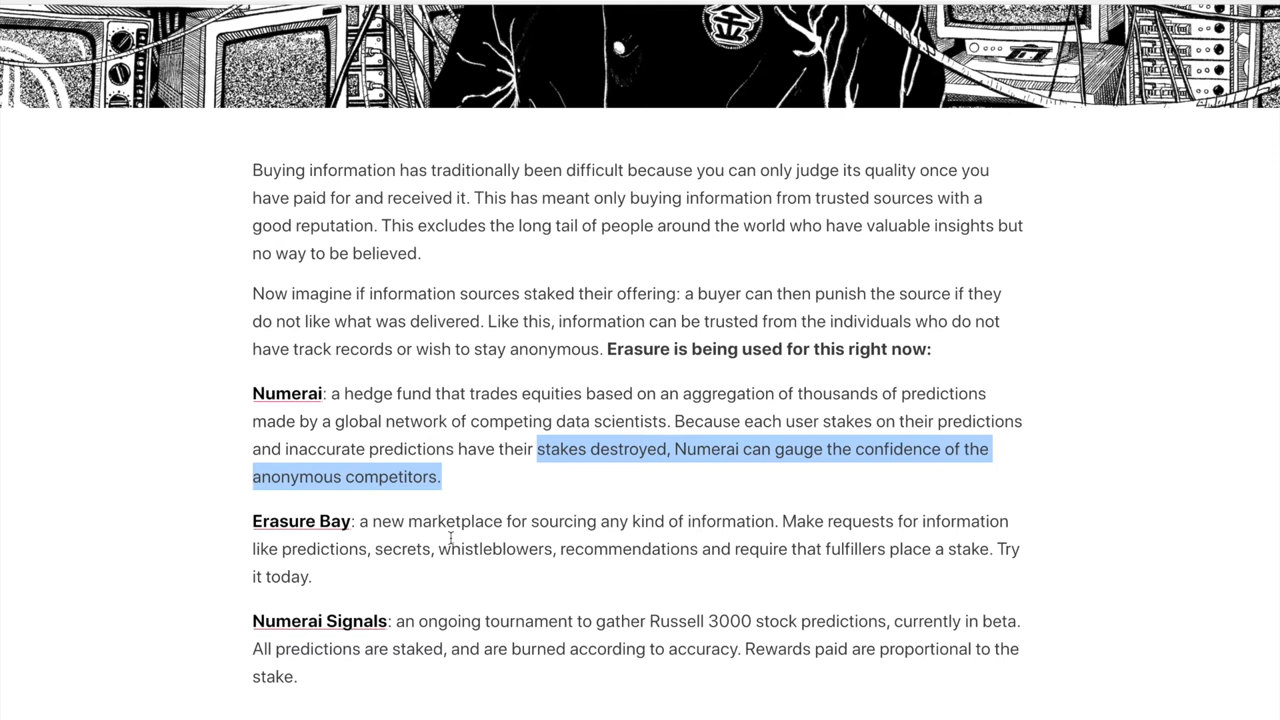 金
Buying information has traditionally been difficult because you can only judge its quality once you
have paid for and received it. This has meant only buying information from trusted sources with a
good reputation. This excludes the long tail of people around the world who have valuable insights but
no way to be believed.
Now imagine if information sources staked their offering: a buyer can then punish the source if they
do not like what was delivered. Like this, information can be trusted from the individuals who do not
have track records or wish to stay anonymous. Erasure is being used for this right now:
Numerai: a hedge fund that trades equities based on an aggregation of thousands of predictions
made by a global network of competing data scientists. Because each user stakes on their predictions
and inaccurate predictions have their stakes destroyed, Numerai can gauge the confidence of the
anonymous competitors.
Erasure Bay: a new marketplace for sourcing any kind of information. Make requests for information
like predictions, secrets, whistleblowers, recommendations and require that fulfillers place a stake. Try
it today.
Numerai Signals: an ongoing tournament to gather Russell 3000 stock predictions, currently in beta.
All predictions are staked, and are burned according to accuracy. Rewards paid are proportional to the
stake.